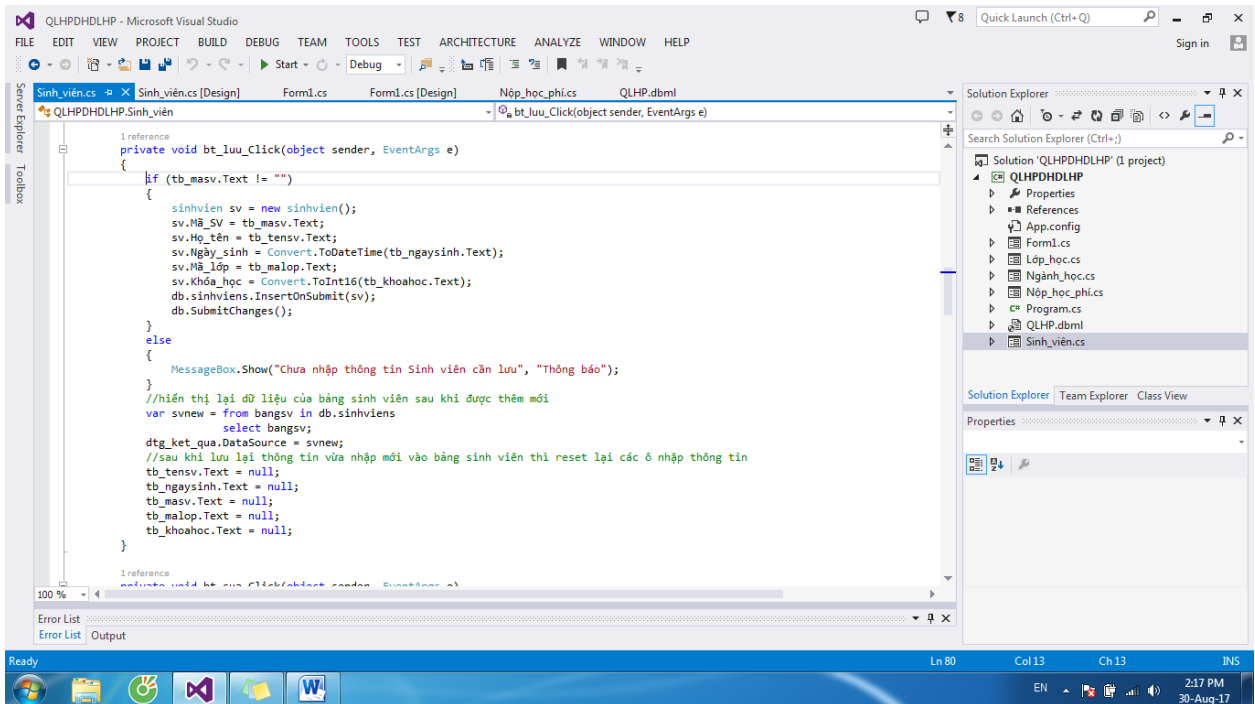 QLHPDHDLHP - Microsoft Visual Studio
8
Quick Launch (Ctrl+Q)
FILE EDIT VIEW PROJECT BUILD DEBUG TEAM TOOLS TEST ARCHITECTURE ANALYZE WINDOW HELP
Sign in
Start
Debug
Server Explorer
Toolbox
Sinh_viên.cs
Sinh_viên.cs [Design]
Form1.cs
Form1.cs [Design]
Nộp_học_phí.cs
QLHP.dbml
QLHPDHDLHP.Sinh_viên
bt_luu_Click(object sender, EventArgs e)
1 reference
private void bt_luu_Click(object sender, EventArgs e)
{
if (tb_masv.Text != "")
{
sinhvien sv = new sinhvien();
sv.Mã_SV = tb_masv.Text;
sv.Họ_tên = tb_tensv.Text;
sv.Ngày_sinh = Convert.ToDateTime(tb_ngaysinh.Text);
sv.Mã_lớp = tb_malop.Text;
sv.Khóa_học = Convert.ToInt16(tb_khoahoc.Text);
db.sinhviens.InsertOnSubmit(sv);
db.SubmitChanges();
}
else
{
MessageBox.Show("Chưa nhập thông tin Sinh viên cần lưu", "Thông báo");
}
//hiển thị lại dữ liệu của bảng sinh viên sau khi được thêm mới
var svnew = from bangsv in db.sinhviens
select bangsv;
dtg_ket_qua.DataSource = svnew;
//sau khi lưu lại thông tin vừa nhập mới vào bảng sinh viên thì reset lại các ô nhập thông tin
tb_tensv.Text = null;
tb_ngaysinh.Text = null;
tb_masv.Text = null;
tb_malop.Text = null;
tb_khoahoc.Text = null;
}
1 reference
private void bt_sua_Click(object sender, EventArgs e)
100 %
Error List
Error List Output
Solution Explorer
Search Solution Explorer (Ctrl+;)
Solution 'QLHPDHDLHP' (1 project)
QLHPDHDLHP
Properties
References
App.config
Form1.cs
Lớp_học.cs
Ngành_học.cs
Nộp_học_phí.cs
Program.cs
QLHP.dbml
Sinh_viên.cs
Solution Explorer Team Explorer Class View
Properties
Ready
Ln 80
Col 13
Ch 13
INS
EN
2:17 PM
30-Aug-17